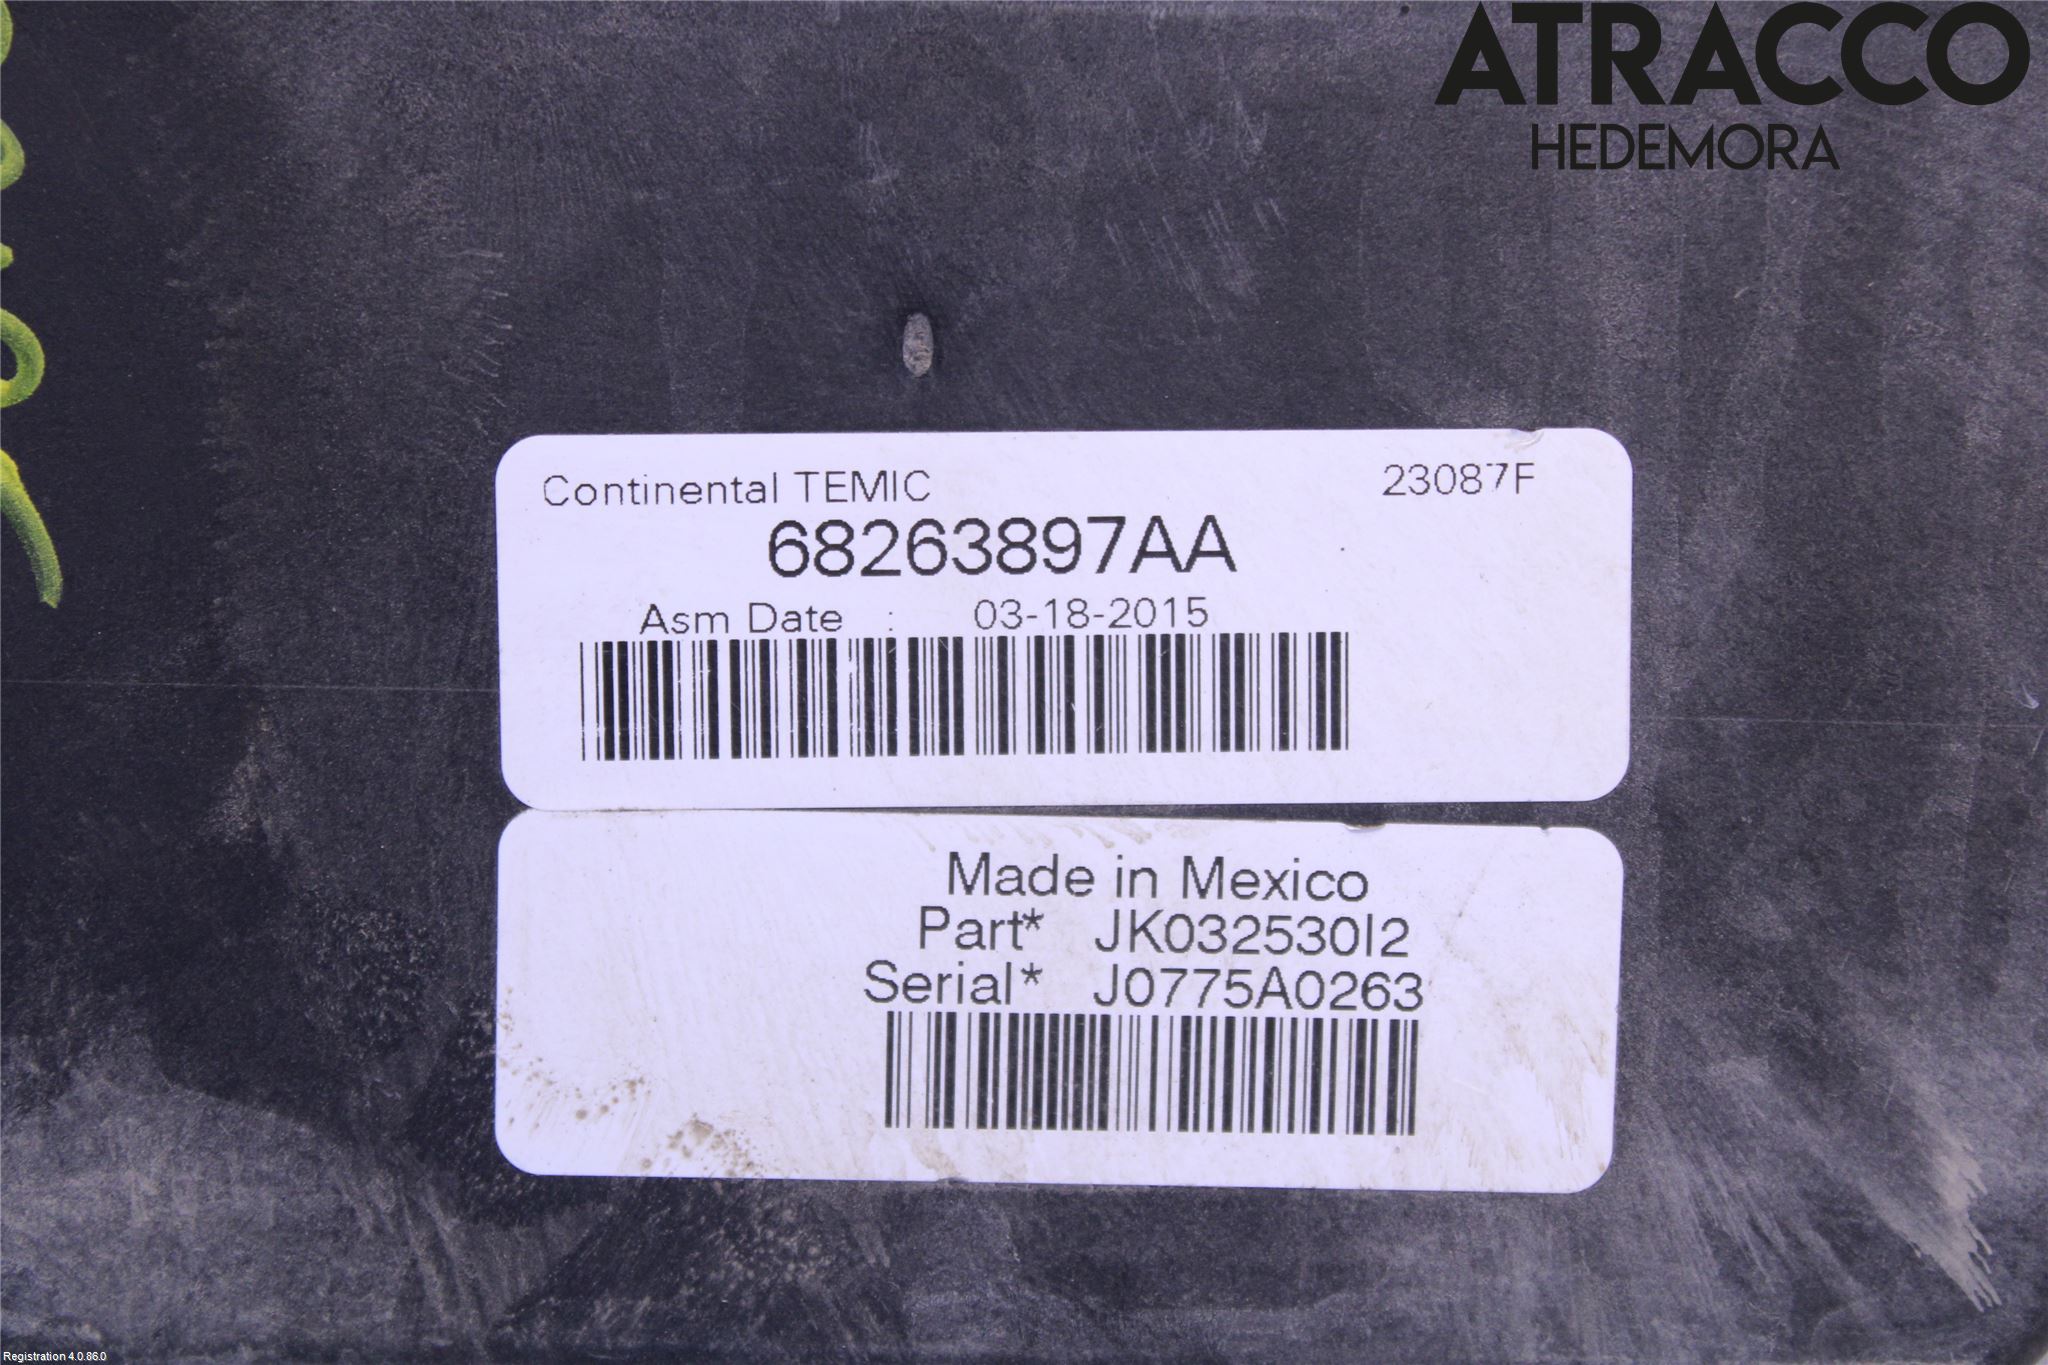 ATRACCO
HEDEMORA
Continental TEMIC 23087F
68263897AA
Asm Date : 03-18-2015
Made in Mexico
Part* JK032530I2
Serial* J0775A0263
Registration 4.0.86.0